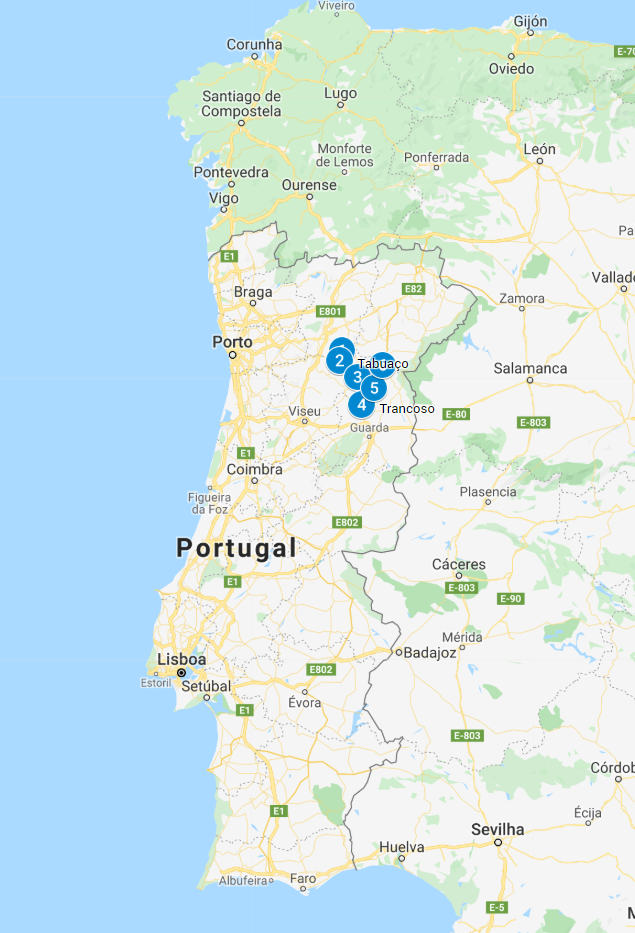 Viveiro
Gijón
Corunha
E-70
Oviedo
Lugo
Santiago de
Compostela
Monforte
de Lemos
Ponferrada
León
Pontevedra
Ourense
Vigo
E1
Braga
E82
Zamora
E801
Porto
2
Tabuaço
3
5
Salamanca
4
Trancoso
Viseu
E-80
E-803
Guarda
E1
Coimbra
Figueira
da Foz
Plasencia
E802
Portugal
Cáceres
E1
E-803
E-90
Mérida
Badajoz
Lisboa
Estoril
E802
Setúbal
Évora
E1
E-803
E1
Écija
Sevilha
Huelva
Albufeira
Faro
E-5